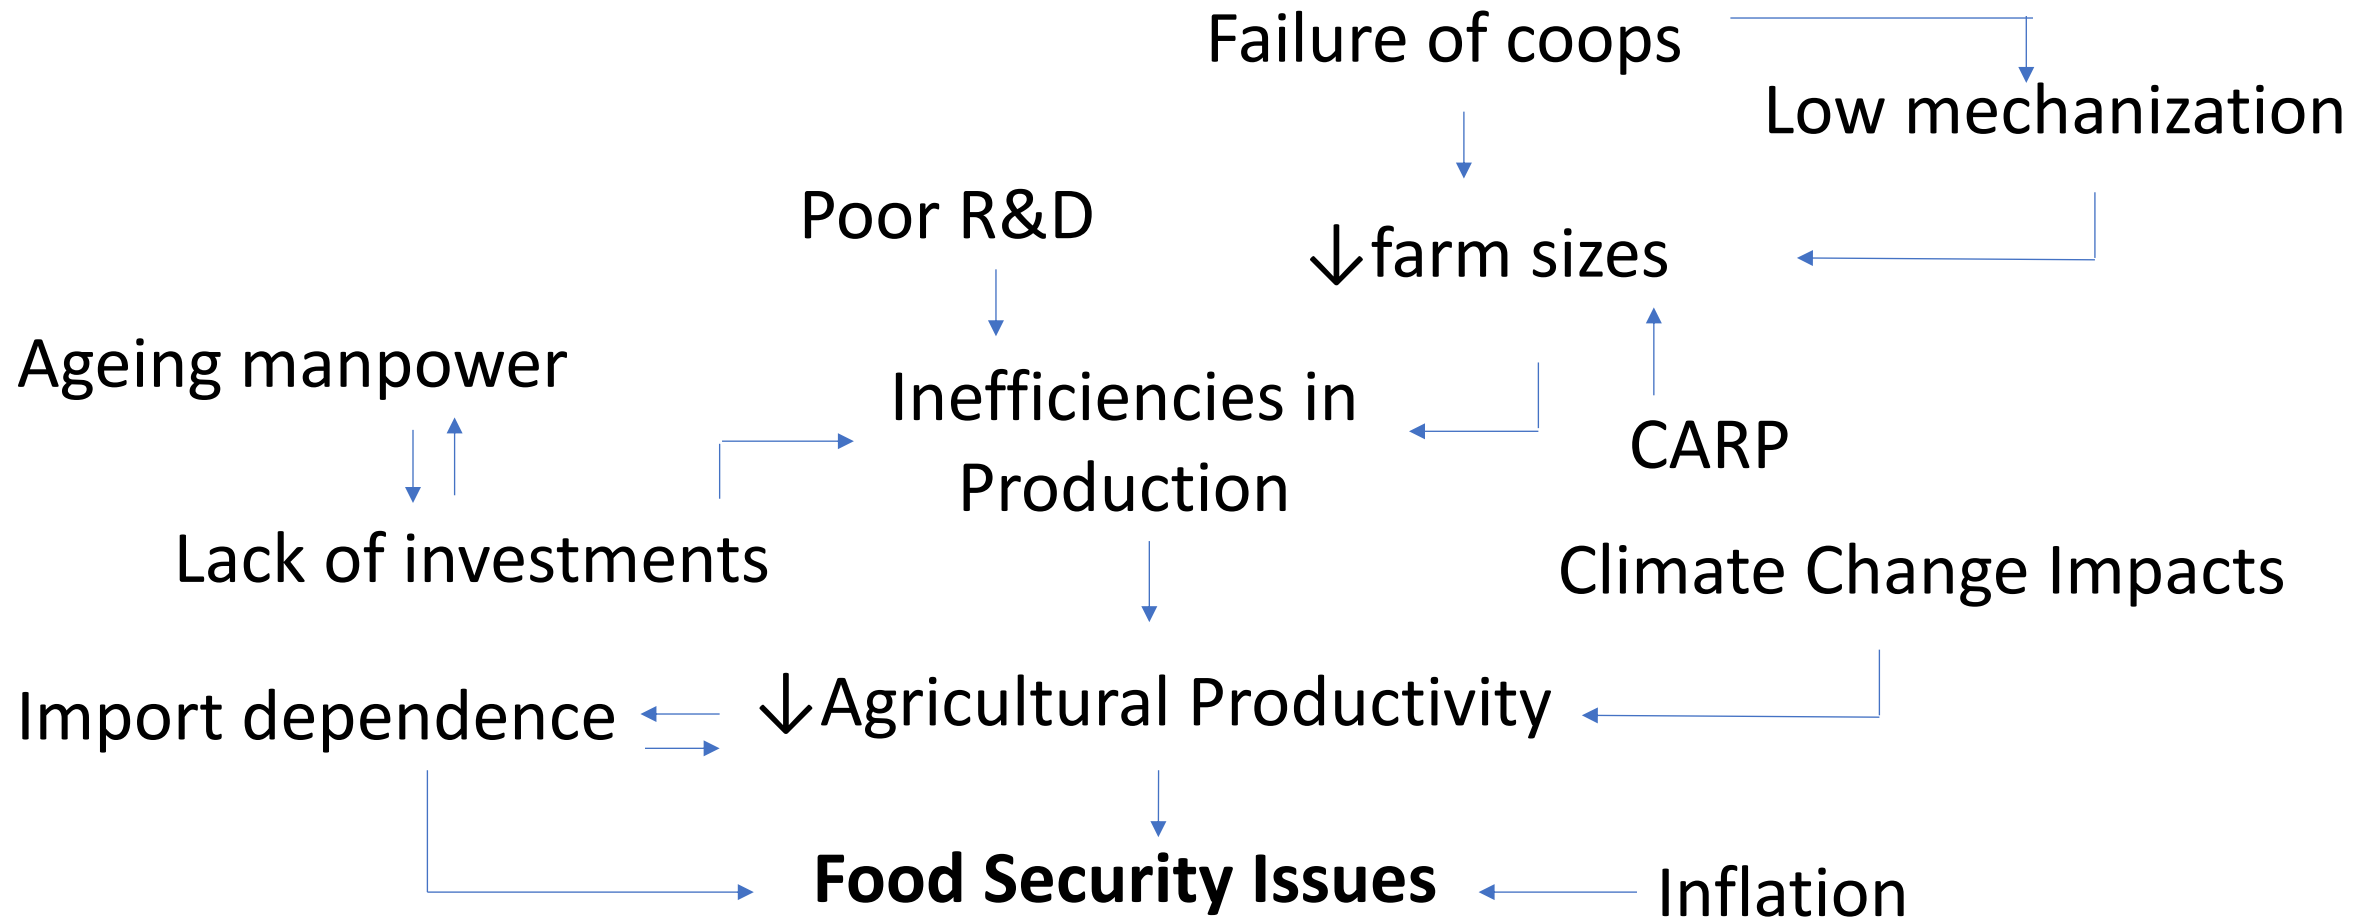 Failure of coops
Low mechanization
Poor R&D
↓farm sizes
Ageing manpower
Inefficiencies in
Production
CARP
Lack of investments
Climate Change Impacts
Import dependence
↓Agricultural Productivity
Food Security Issues
Inflation